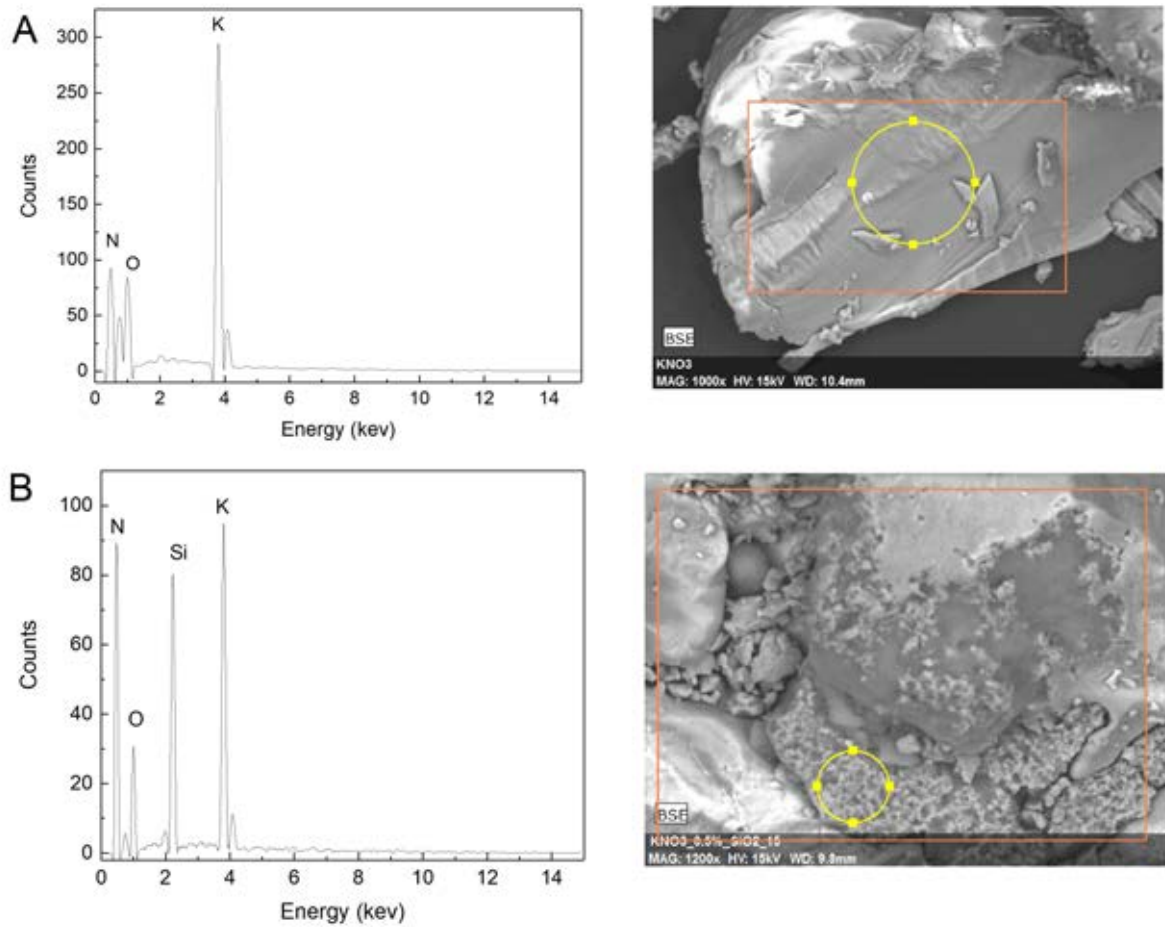 A
300
250
200
150
100
50
0
Counts
N
O
K
0 2 4 6 8 10 12 14
Energy (kev)
BSE
KNO3
MAG: 1000x HV: 15kV WD: 10.4mm
B
100
80
60
40
20
0
Counts
N
O
Si
K
0 2 4 6 8 10 12 14
Energy (kev)
BSE
KNO3_0.5%_SIO2_15
MAG: 1200x HV: 15kV WD: 9.8mm